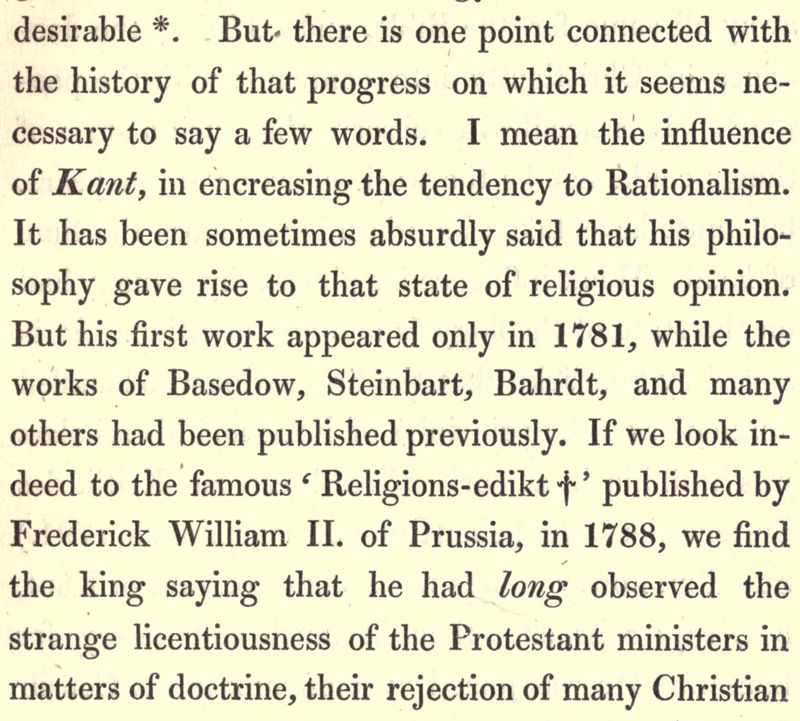 desirable *. But there is one point connected with
the history of that progress on which it seems ne-
cessary to say a few words. I mean the influence
of Kant, in encreasing the tendency to Rationalism.
It has been sometimes absurdly said that his philo-
sophy gave rise to that state of religious opinion.
But his first work appeared only in 1781, while the
works of Basedow, Steinbart, Bahrdt, and many
others had been published previously. If we look in-
deed to the famous ‘ Religions-edikt † ’ published by
Frederick William II. of Prussia, in 1788, we find
the king saying that he had long observed the
strange licentiousness of the Protestant ministers in
matters of doctrine, their rejection of many Christian